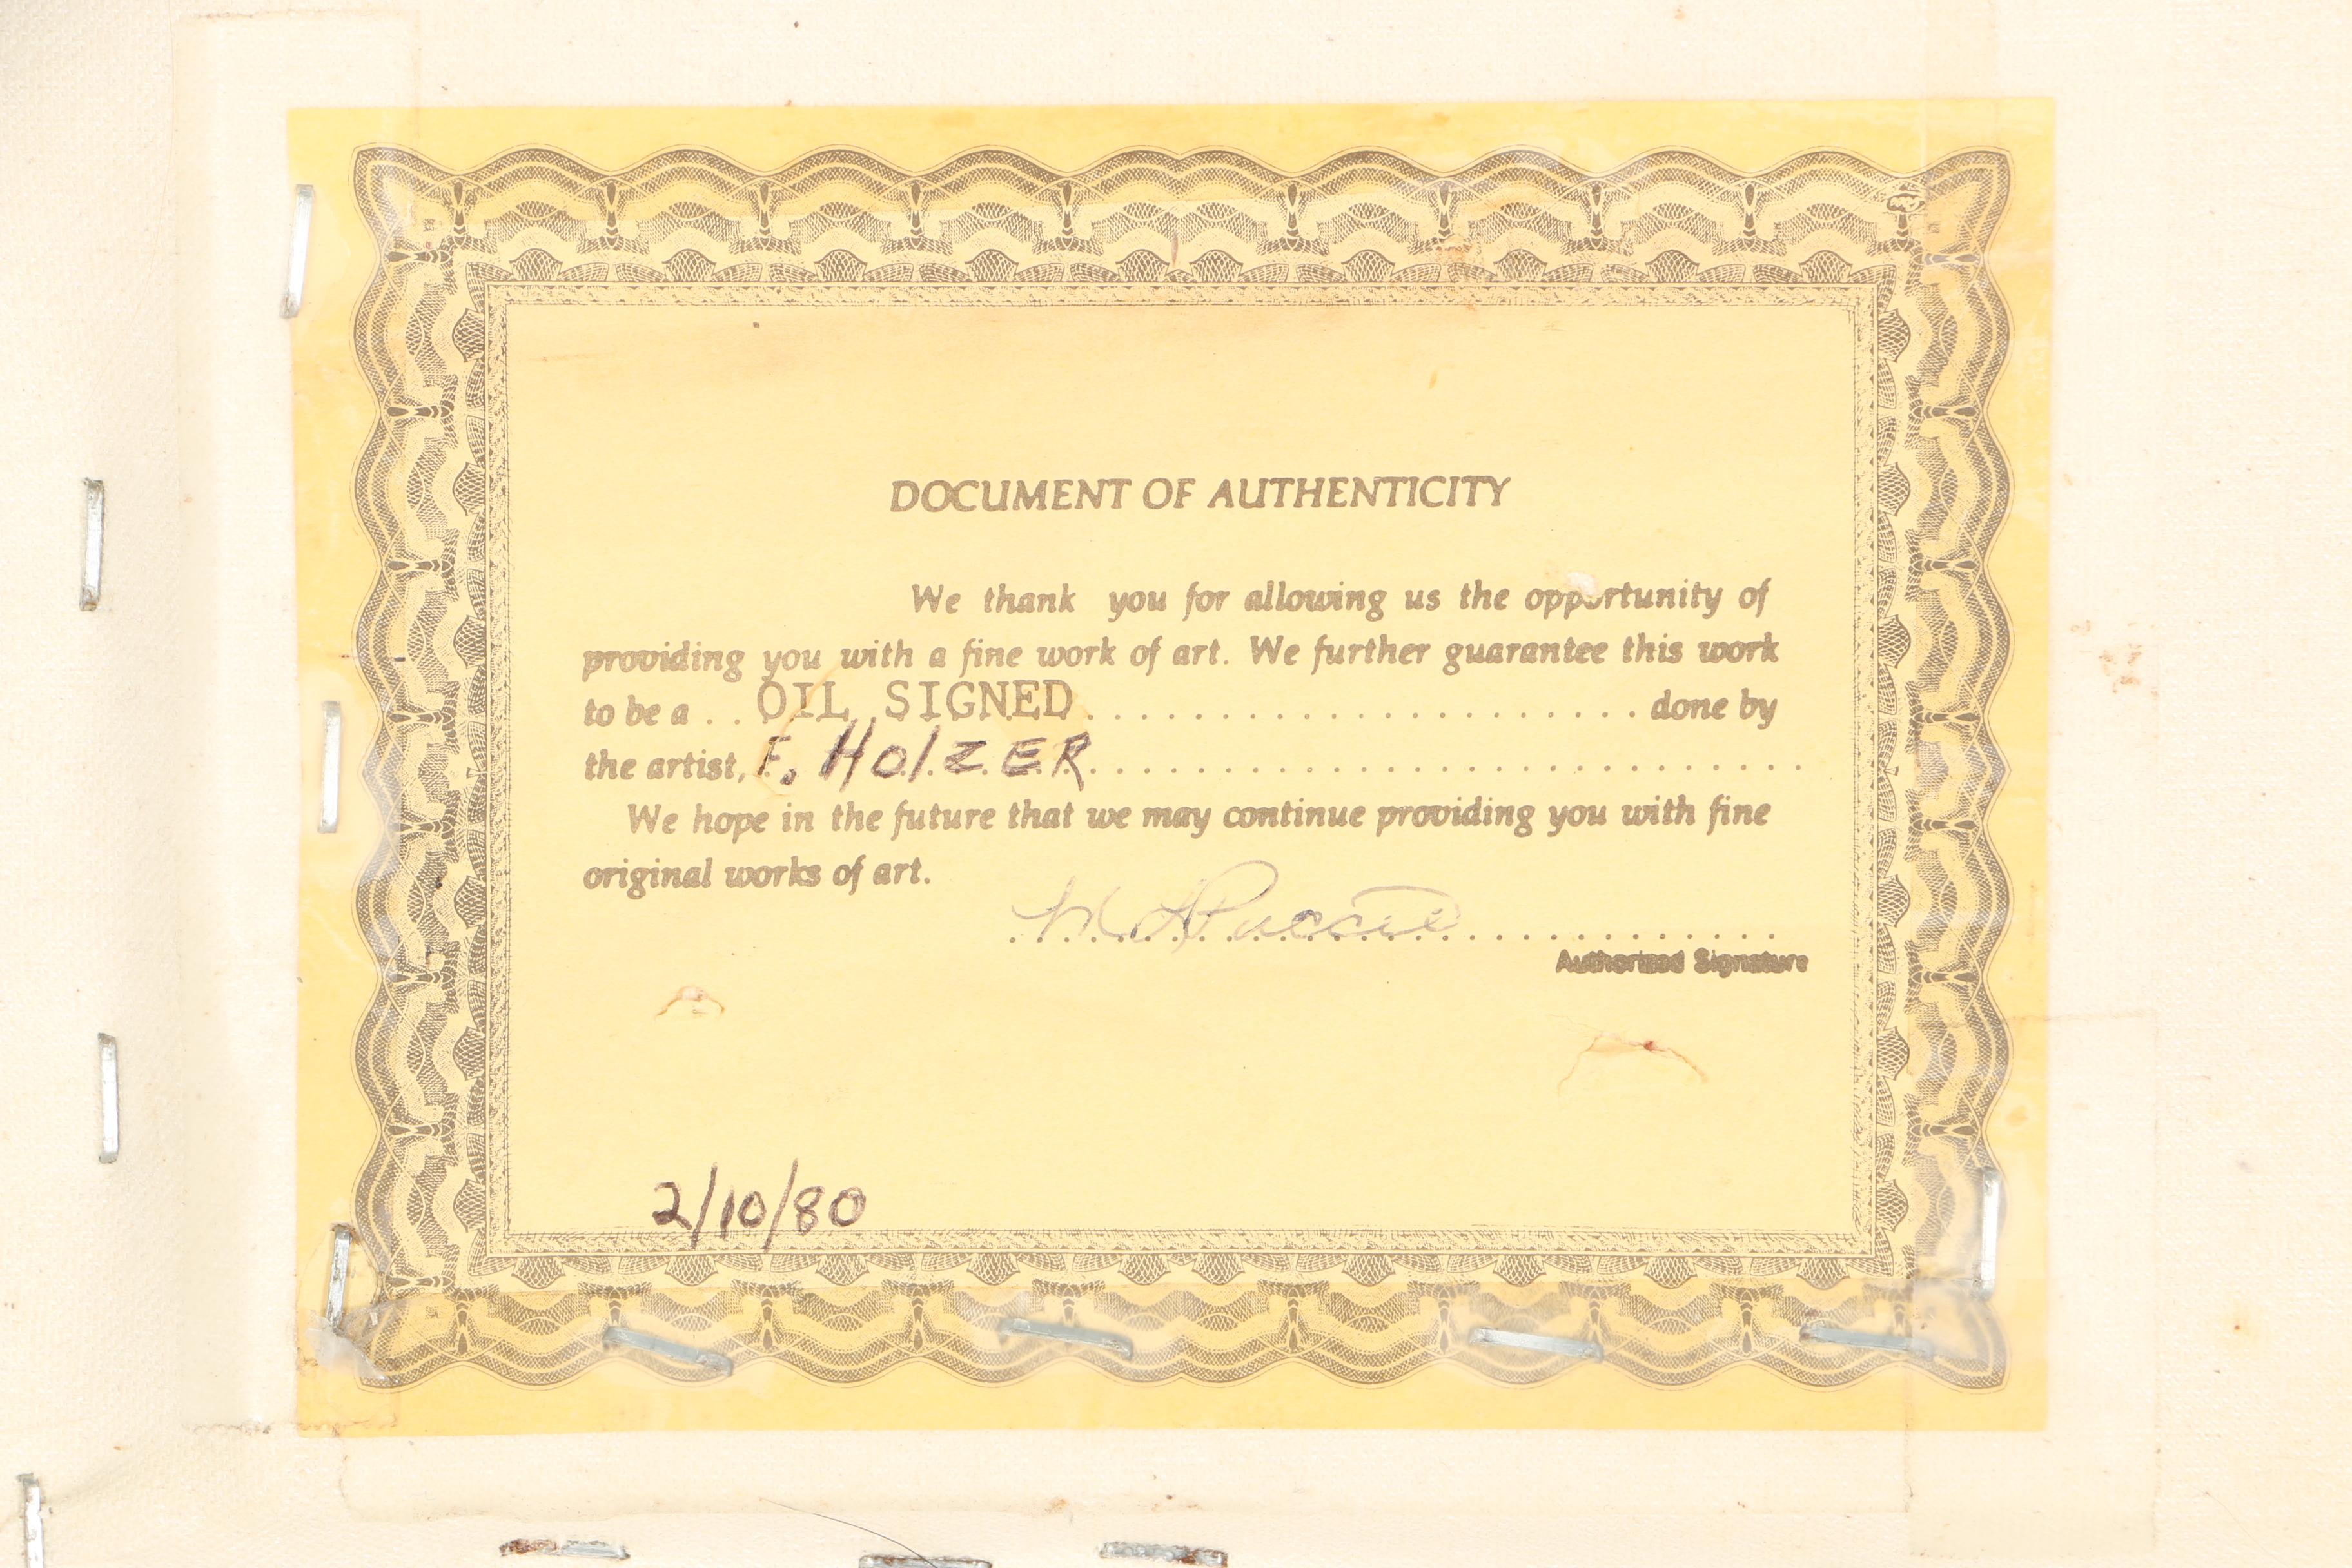 DOCUMENT OF AUTHENTICITY
We thank you for allowing us the opportunity of
providing you with a fine work of art. We further guarantee this work
to be a . . OIL SIGNED . . . . . . . . . . . . . . . . . . . . . done by
the artist, F. HOlZER . . . . . . . . . . . . . . . . . . . . . . . . . . .
We hope in the future that we may continue providing you with fine
original works of art.
Authorized Signature
2/10/80